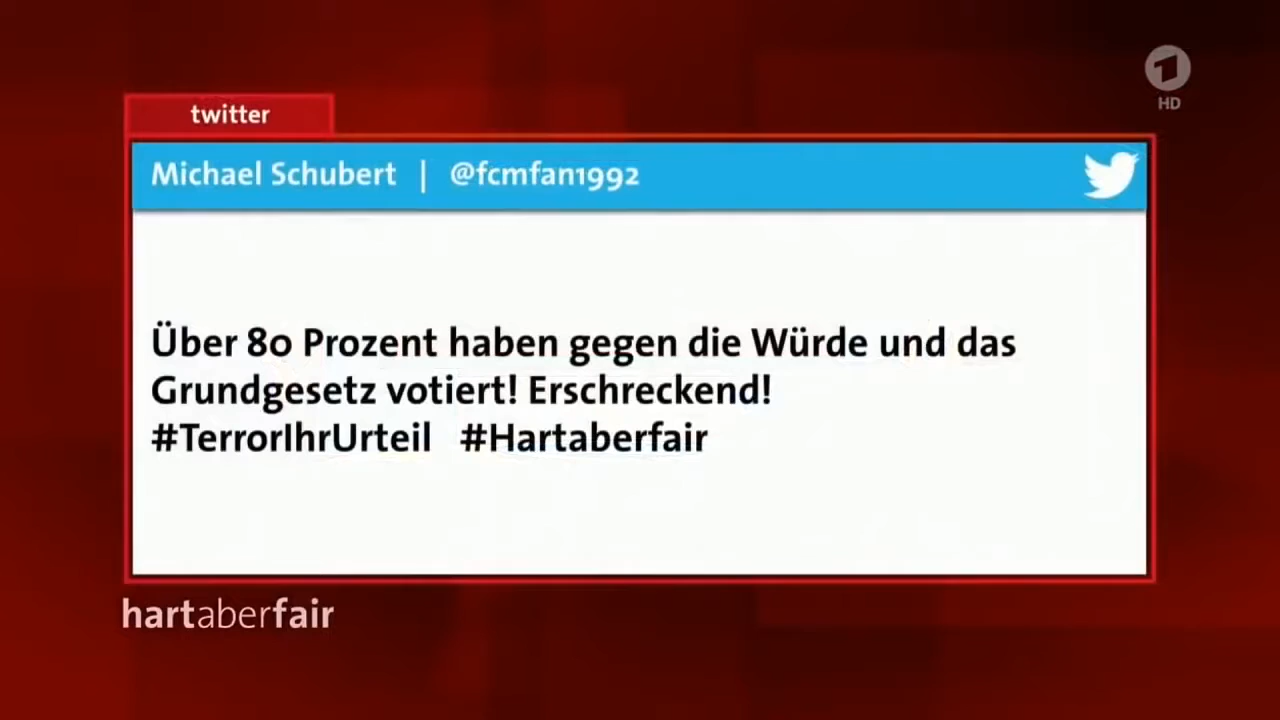 1
HD
twitter
Michael Schubert | @fcmfan1992
Über 80 Prozent haben gegen die Würde und das
Grundgesetz votiert! Erschreckend!
#TerrorIhrUrteil #Hartaberfair
hartaberfair